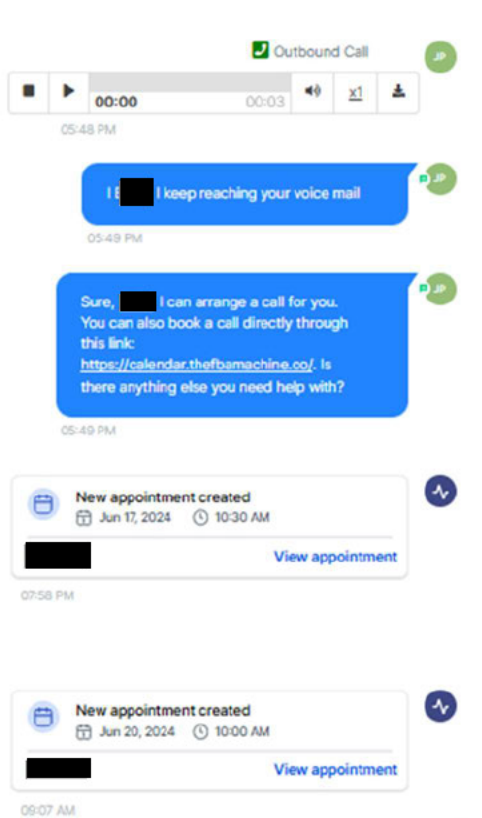 Outbound Call
JP
00:00 00:03 x1
05:48 PM
I keep reaching your voice mail
JP
05:49 PM
Sure, I can arrange a call for you.
JP
You can also book a call directly through
this link:
https://calendar.thefbamachine.co/. Is
there anything else you need help with?
05:49 PM
New appointment created
Jun 17, 2024 10:30 AM
View appointment
07:58 PM
New appointment created
Jun 20, 2024 10:00 AM
View appointment
09:07 AM